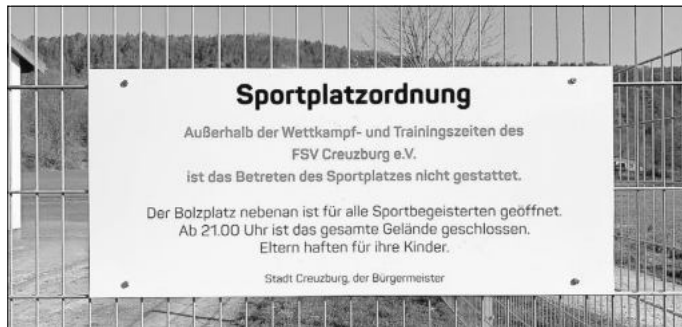 Sportplatzordnung
Außerhalb der Wettkampf- und Trainingszeiten des
FSV Creuzburg e.V.
ist das Betreten des Sportplatzes nicht gestattet.
Der Bolzplatz nebenan ist für alle Sportbegeisterten geöffnet.
Ab 21.00 Uhr ist das gesamte Gelände geschlossen.
Eltern haften für ihre Kinder.
Stadt Creuzburg, der Bürgermeister